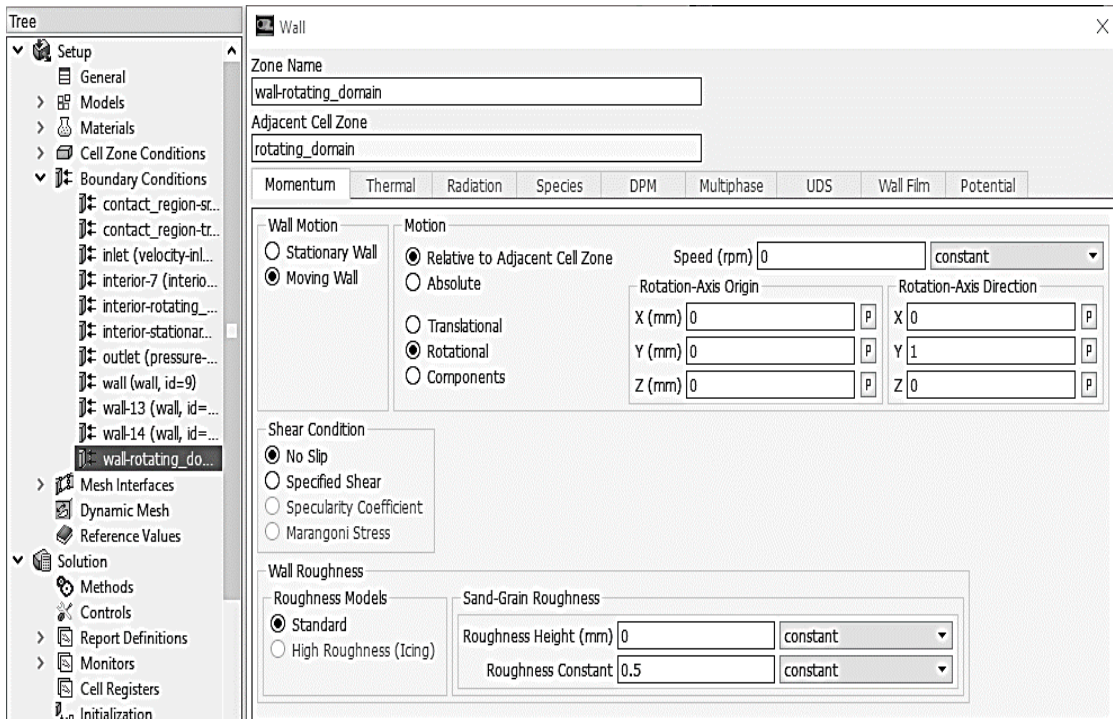 Tree
Setup
General
Models
Materials
Cell Zone Conditions
Boundary Conditions
contact_region-sr...
contact_region-tr...
inlet (velocity-inl...
interior-7 (interio...
interior-rotating_...
interior-stationar...
outlet (pressure-...
wall (wall, id=9)
wall-13 (wall, id=...
wall-14 (wall, id=...
wall-rotating_do...
Mesh Interfaces
Dynamic Mesh
Reference Values
Solution
Methods
Controls
Report Definitions
Monitors
Cell Registers
Initialization
Wall
Zone Name
wall-rotating_domain
Adjacent Cell Zone
rotating_domain
Momentum Thermal Radiation Species DPM Multiphase UDS Wall Film Potential
Wall Motion
Stationary Wall
Moving Wall
Motion
Relative to Adjacent Cell Zone
Absolute
Translational
Rotational
Components
Speed (rpm) 0 constant
Rotation-Axis Origin
X (mm) 0 P
Y (mm) 0 P
Z (mm) 0 P
Rotation-Axis Direction
X 0 P
Y 1 P
Z 0 P
Shear Condition
No Slip
Specified Shear
Specularity Coefficient
Marangoni Stress
Wall Roughness
Roughness Models
Standard
High Roughness (Icing)
Sand-Grain Roughness
Roughness Height (mm) 0 constant
Roughness Constant 0.5 constant